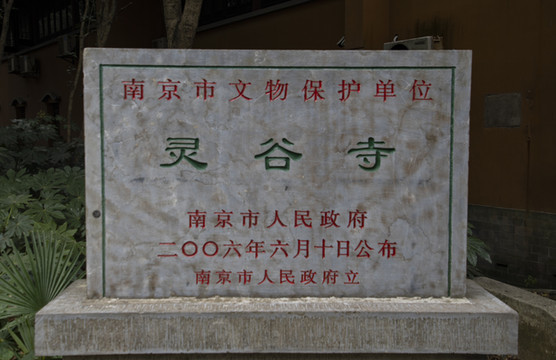 南京市文物保护单位
灵谷寺
南京市人民政府
二〇〇六年六月十日公布
南京市人民政府立